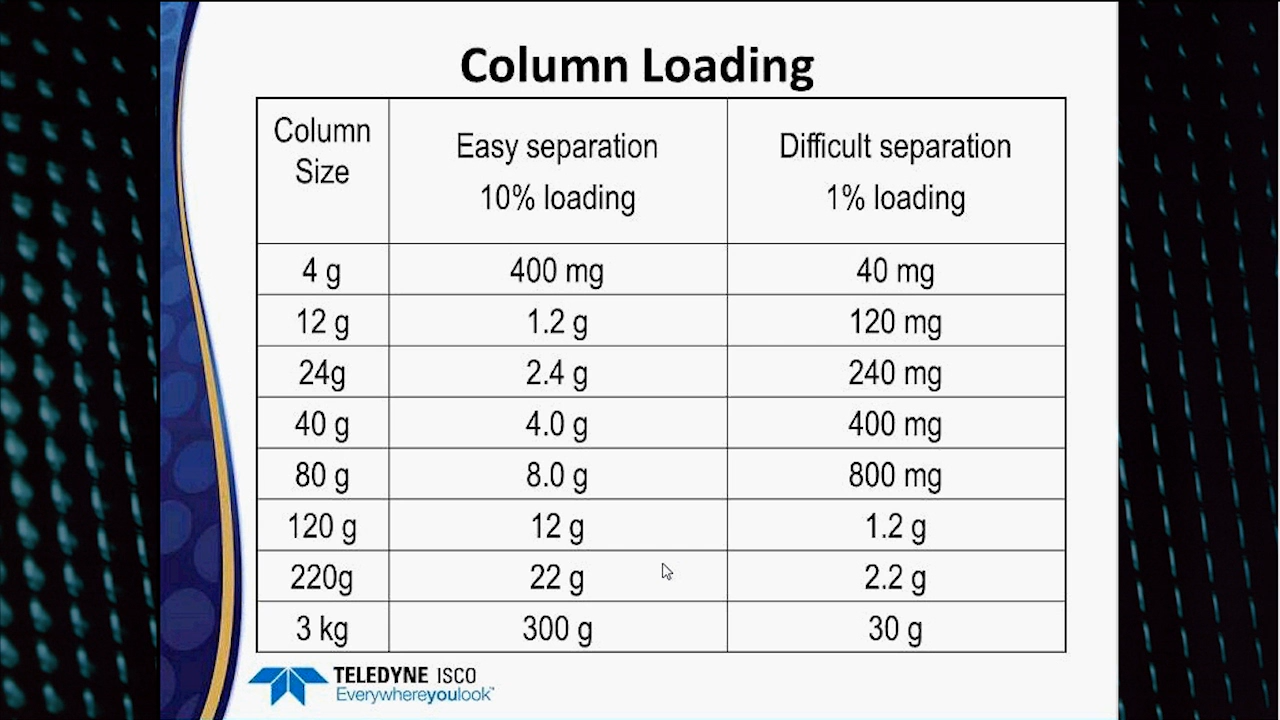 Column Loading
Column Size
Easy separation 10% loading
Difficult separation 1% loading
4 g 400 mg 40 mg
12 g 1.2 g 120 mg
24g 2.4 g 240 mg
40 g 4.0 g 400 mg
80 g 8.0 g 800 mg
120 g 12 g 1.2 g
220g 22 g 2.2 g
3 kg 300 g 30 g
TELEDYNE ISCO
Everywhereyoulook™